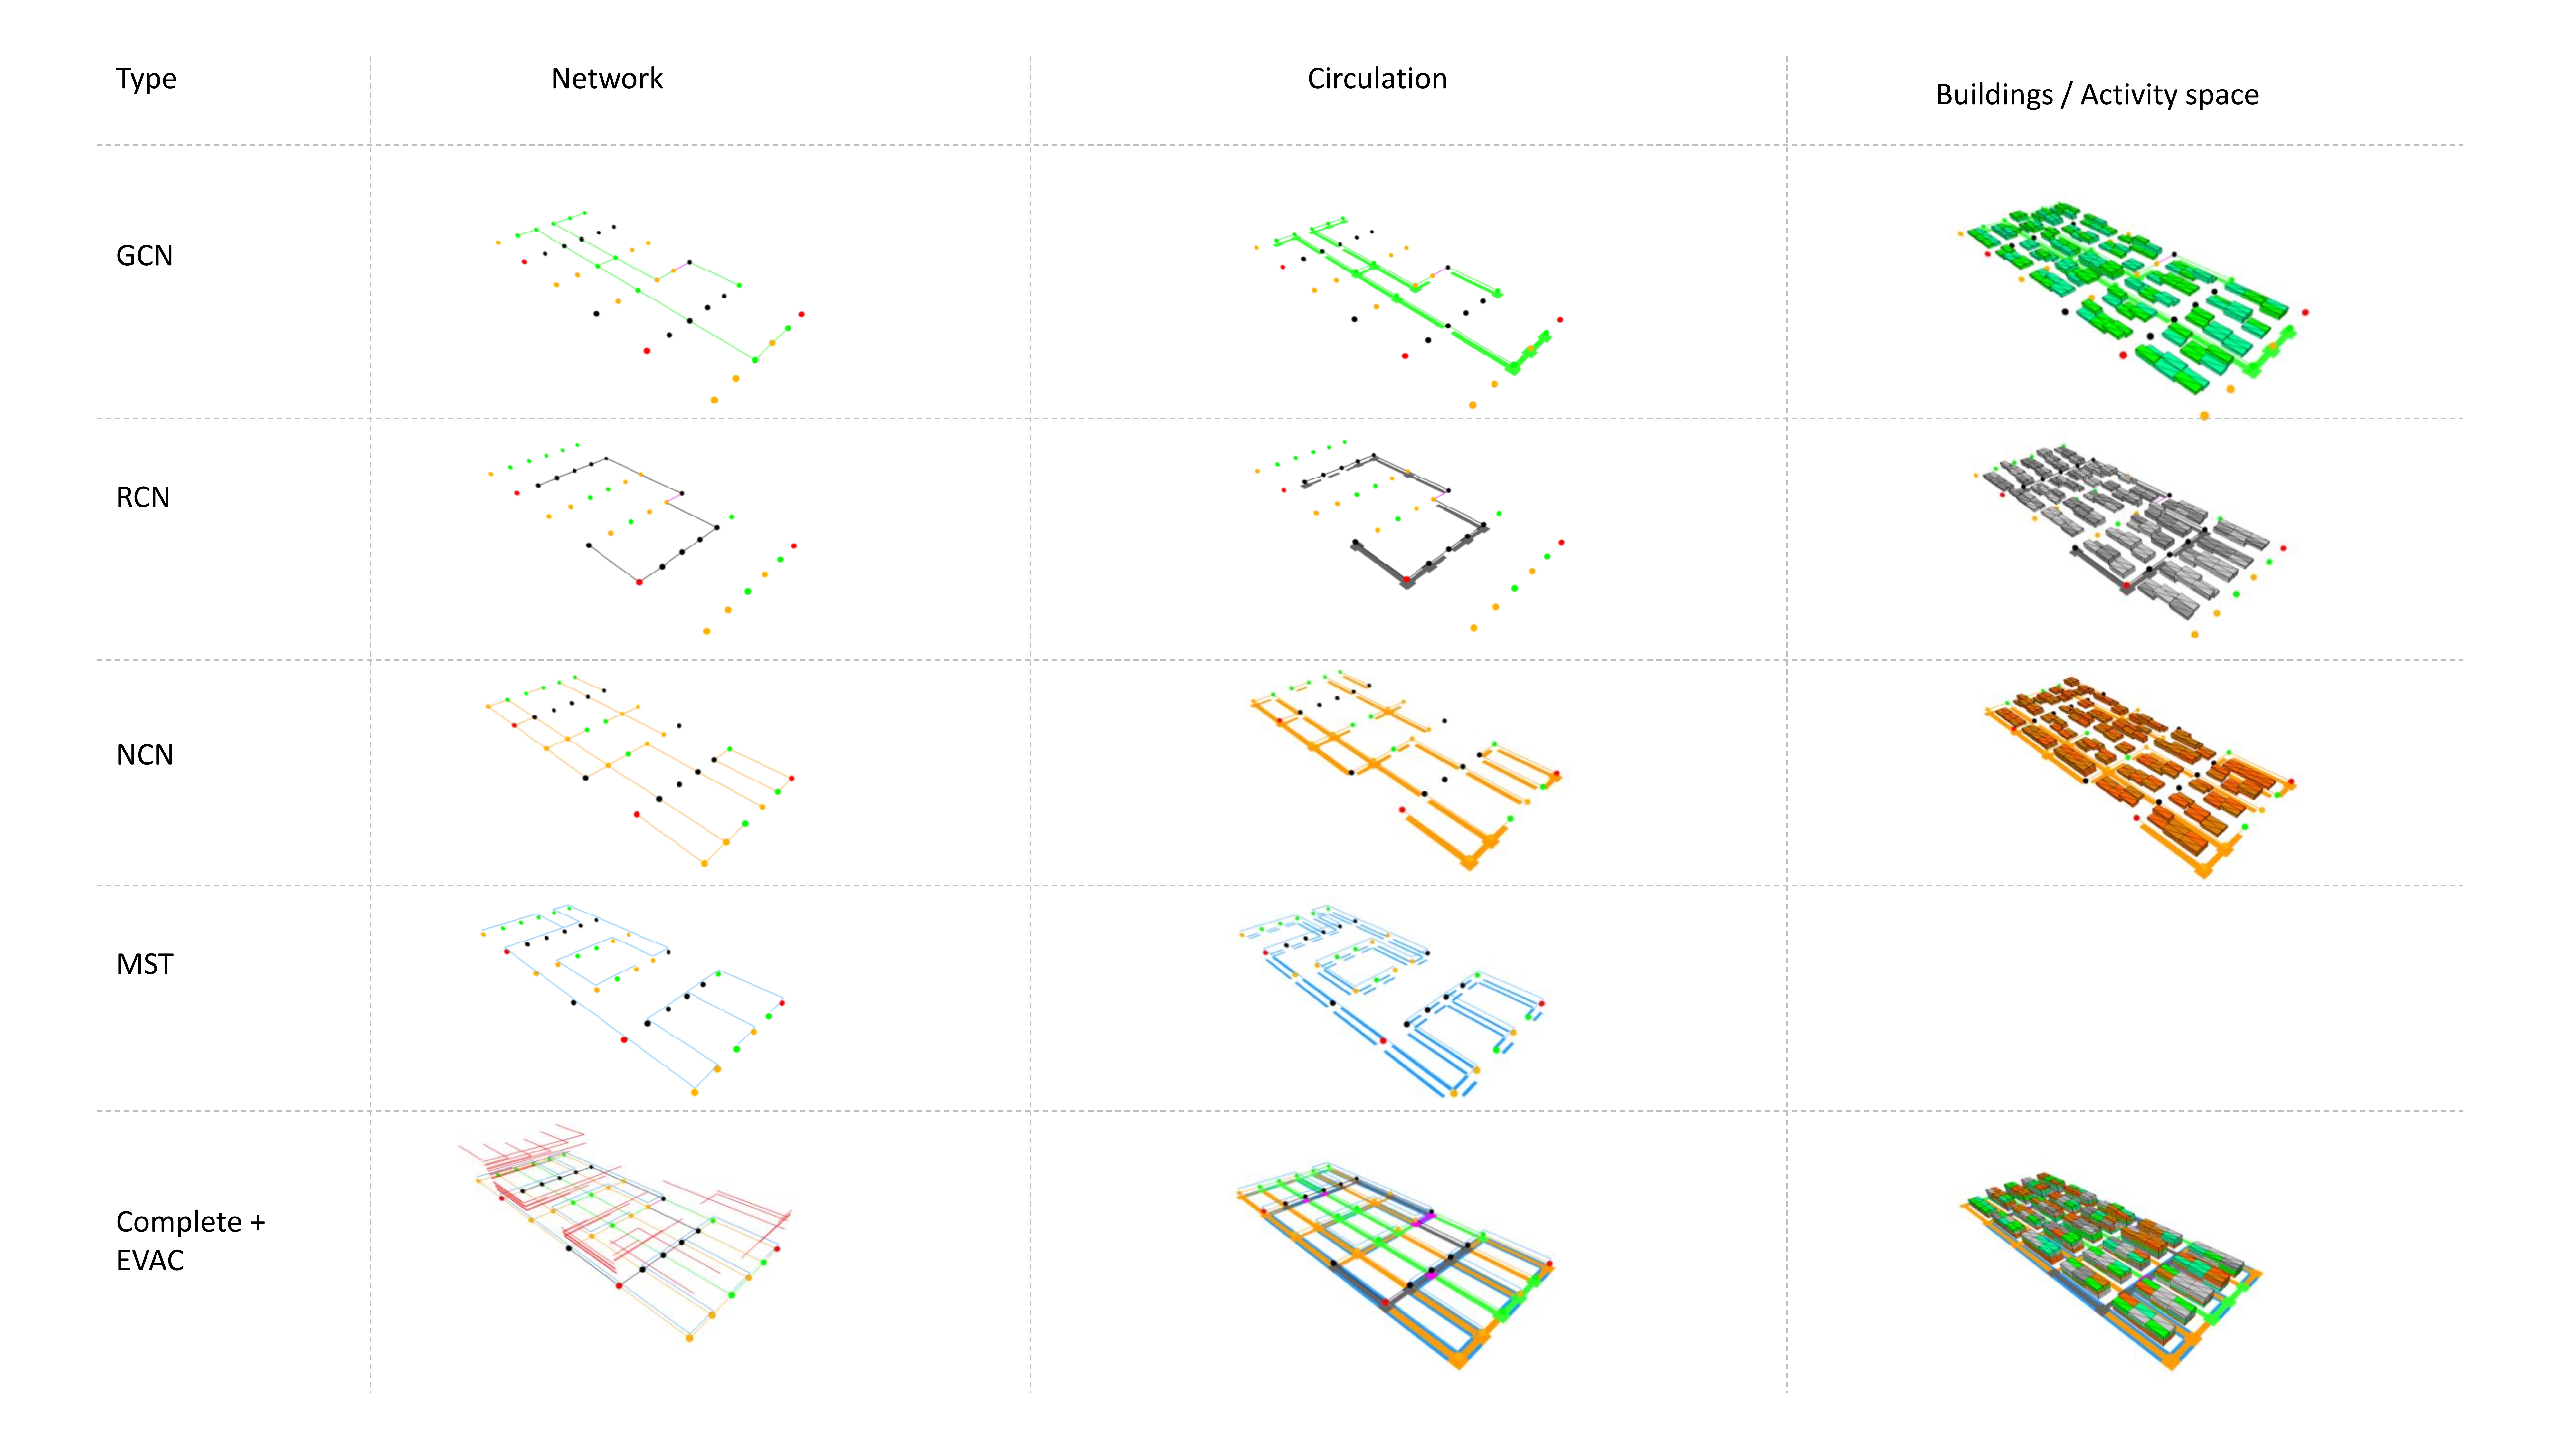 Type
Network
Circulation
Buildings / Activity space
GCN
RCN
NCN
MST
Complete +
EVAC